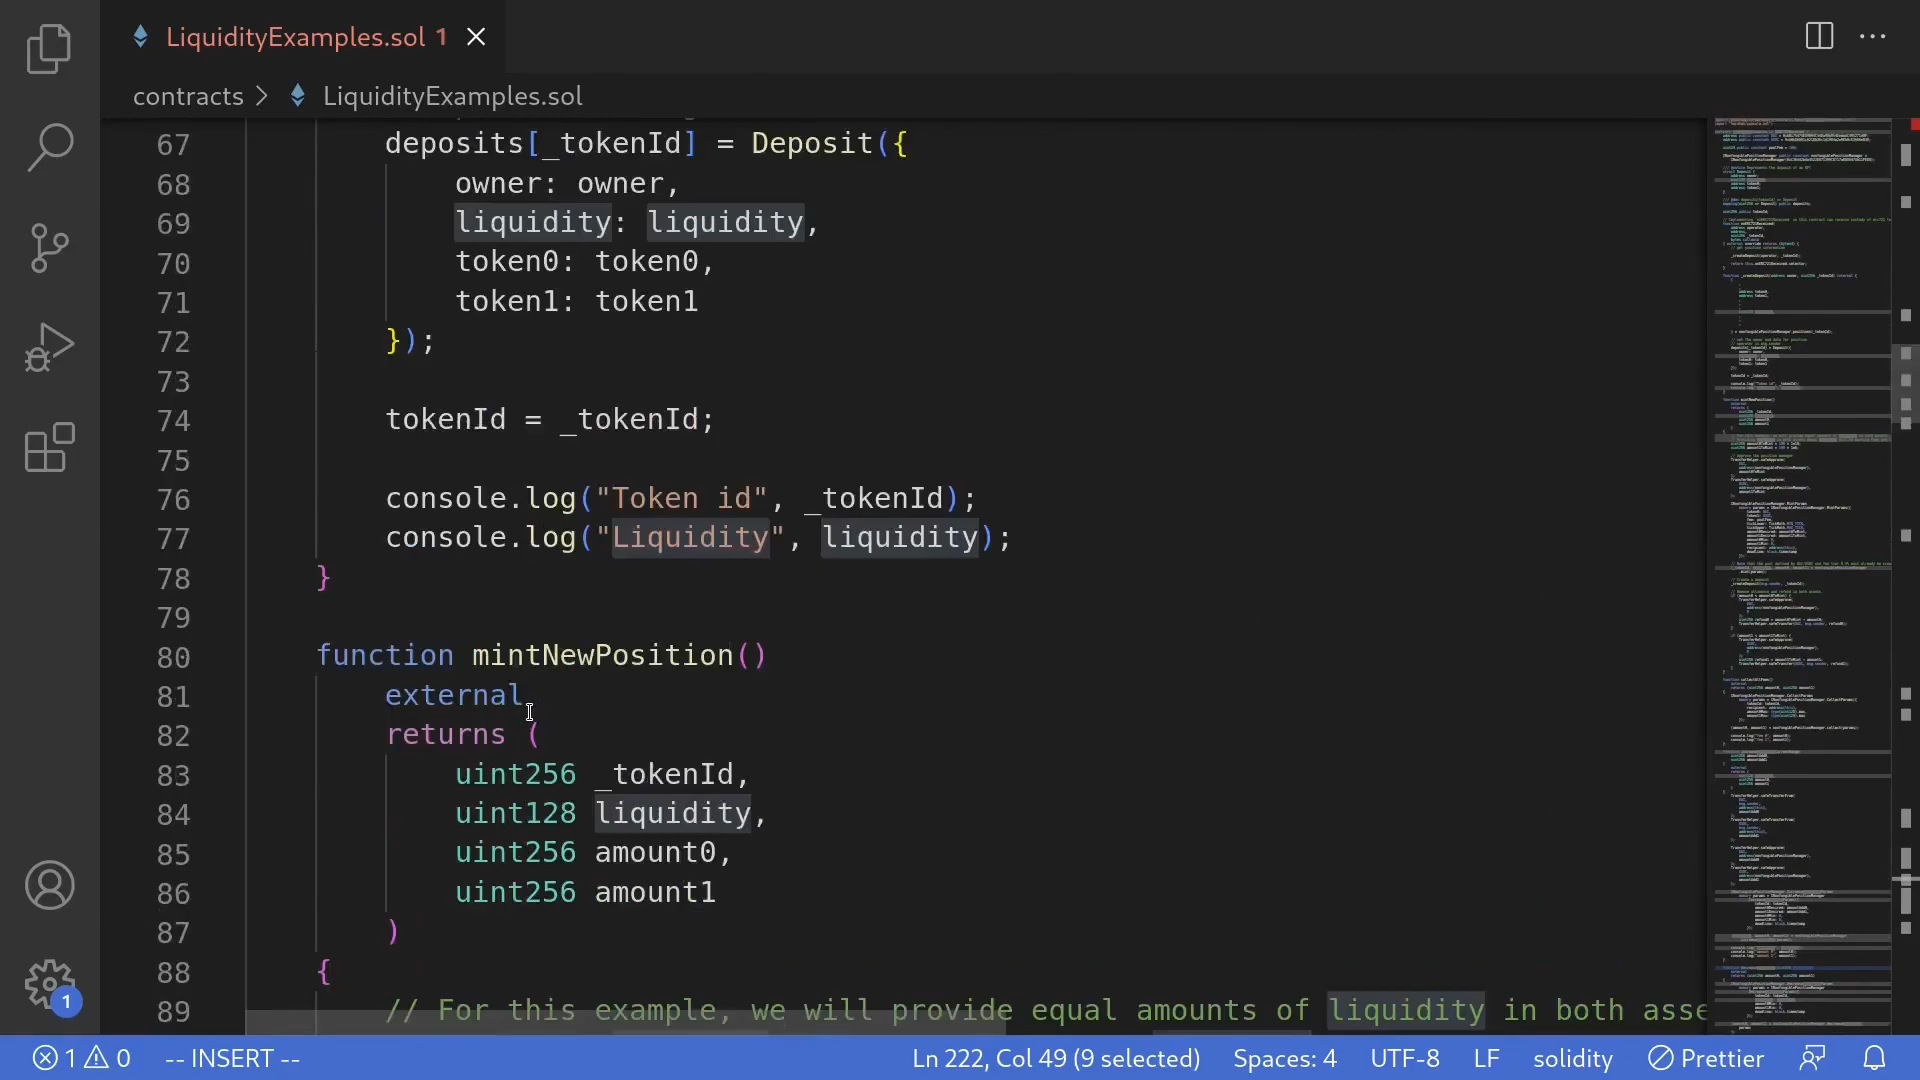 LiquidityExamples.sol 1
contracts > LiquidityExamples.sol
67 deposits[_tokenId] = Deposit({
68 owner: owner,
69 liquidity: liquidity,
70 token0: token0,
71 token1: token1
72 });
73
74 tokenId = _tokenId;
75
76 console.log("Token id", _tokenId);
77 console.log("Liquidity", liquidity);
78 }
79
80 function mintNewPosition()
81 external
82 returns (
83 uint256 _tokenId,
84 uint128 liquidity,
85 uint256 amount0,
86 uint256 amount1
87 )
88 {
89 // For this example, we will provide equal amounts of liquidity in both asse
1
1 0 -- INSERT -- Ln 222, Col 49 (9 selected) Spaces: 4 UTF-8 LF solidity Prettier